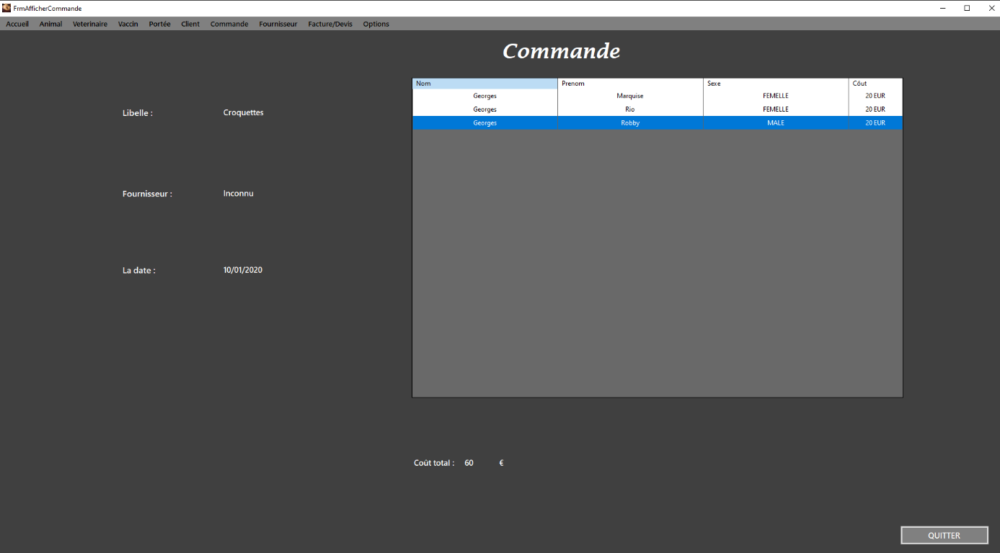 FrmAfficherCommande
Accueil Animal Veterinaire Vaccin Portée Client Commande Fournisseur Facture/Devis Options
Commande
Nom Prenom Sexe Côut
Georges Marquise FEMELLE 20 EUR
Georges Rio FEMELLE 20 EUR
Georges Robby MALE 20 EUR
Libelle : Croquettes
Fournisseur : Inconnu
La date : 10/01/2020
Coût total : 60 €
QUITTER